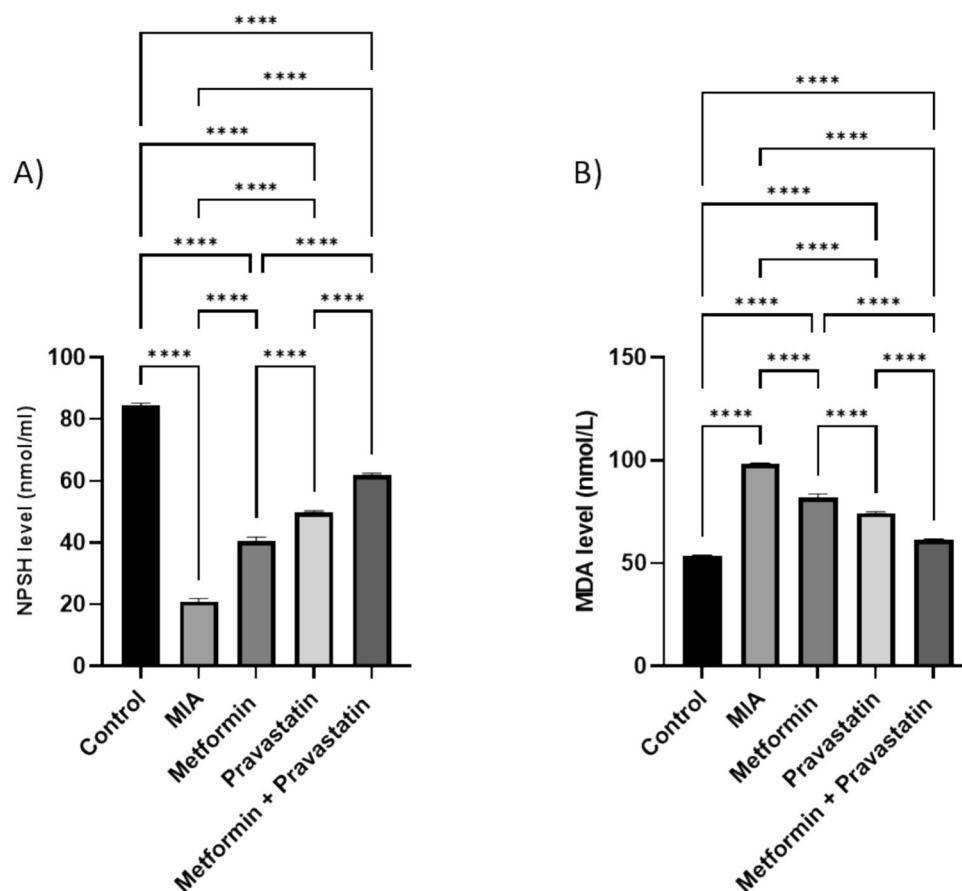 A)
****
****
****
****
**** ****
**** ****
**** ****
NPSH level (nmol/ml)
100
80
60
40
20
0
Control
MIA
Metformin
Pravastatin
Metformin + Pravastatin
B)
****
****
****
****
**** ****
**** ****
**** ****
MDA level (nmol/L)
150
100
50
0
Control
MIA
Metformin
Pravastatin
Metformin + Pravastatin